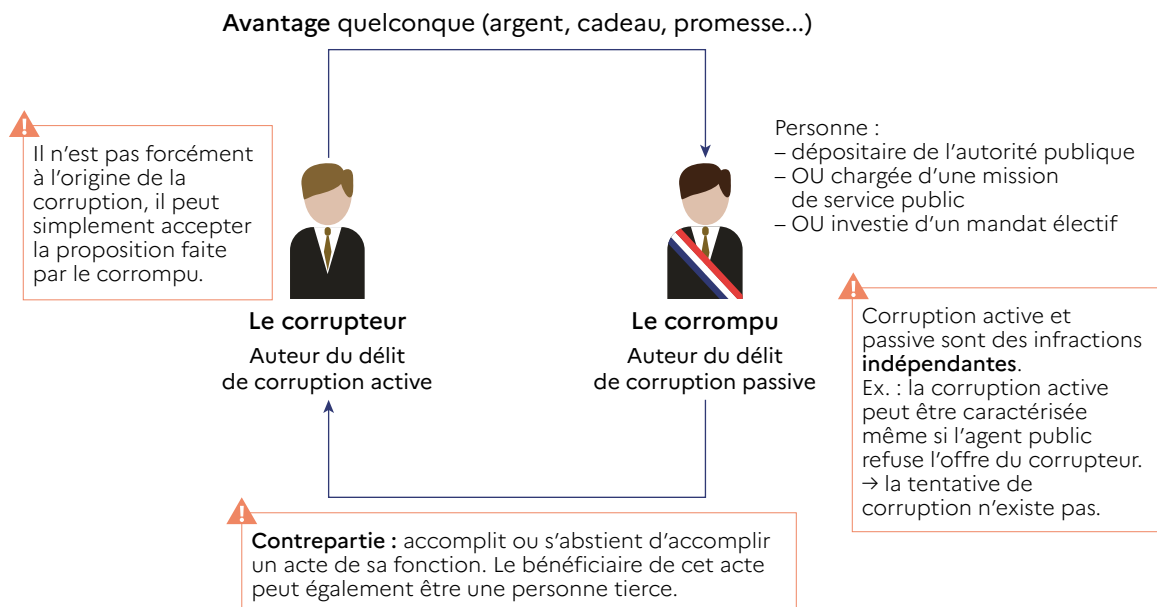 Avantage quelconque (argent, cadeau, promesse...)
Il n’est pas forcément
à l’origine de la
corruption, il peut
simplement accepter
la proposition faite
par le corrompu.
Personne :
– dépositaire de l’autorité publique
– OU chargée d’une mission
de service public
– OU investie d’un mandat électif
Le corrupteur
Auteur du délit
de corruption active
Le corrompu
Auteur du délit
de corruption passive
Corruption active et
passive sont des infractions
indépendantes.
Ex. : la corruption active
peut être caractérisée
même si l’agent public
refuse l’offre du corrupteur.
→ la tentative de
corruption n’existe pas.
Contrepartie : accomplit ou s’abstient d’accomplir
un acte de sa fonction. Le bénéficiaire de cet acte
peut également être une personne tierce.